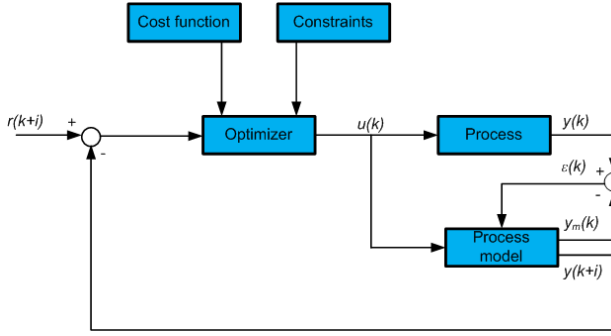 Cost function
Constraints
r(k+i)
+
-
Optimizer
u(k)
Process
y(k)
+
-
ε(k)
Process
model
yₘ(k)
y(k+i)